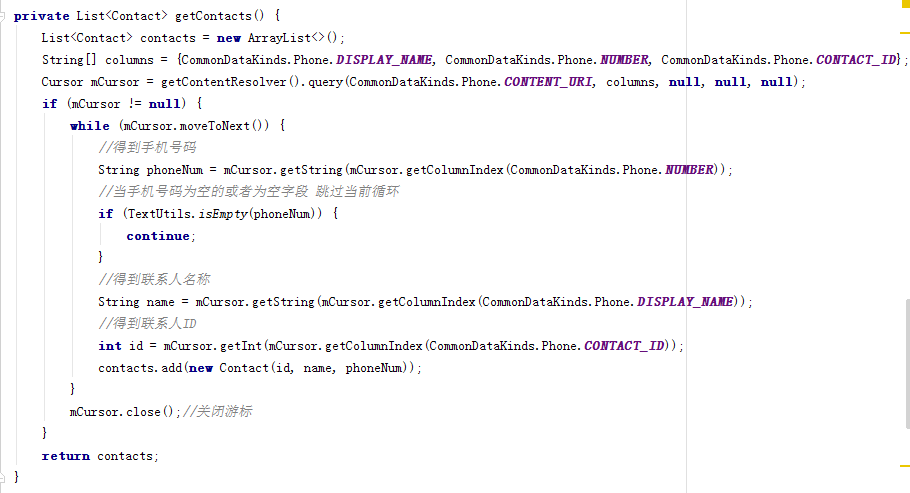 private List<Contact> getContacts() {
List<Contact> contacts = new ArrayList<>();
String[] columns = {CommonDataKinds.Phone.DISPLAY_NAME, CommonDataKinds.Phone.NUMBER, CommonDataKinds.Phone.CONTACT_ID};
Cursor mCursor = getContentResolver().query(CommonDataKinds.Phone.CONTENT_URI, columns, null, null, null);
if (mCursor != null) {
while (mCursor.moveToNext()) {
//得到手机号码
String phoneNum = mCursor.getString(mCursor.getColumnIndex(CommonDataKinds.Phone.NUMBER));
//当手机号码为空的或者为空字段 跳过当前循环
if (TextUtils.isEmpty(phoneNum)) {
continue;
}
//得到联系人名称
String name = mCursor.getString(mCursor.getColumnIndex(CommonDataKinds.Phone.DISPLAY_NAME));
//得到联系人ID
int id = mCursor.getInt(mCursor.getColumnIndex(CommonDataKinds.Phone.CONTACT_ID));
contacts.add(new Contact(id, name, phoneNum));
}
mCursor.close();//关闭游标
}
return contacts;
}